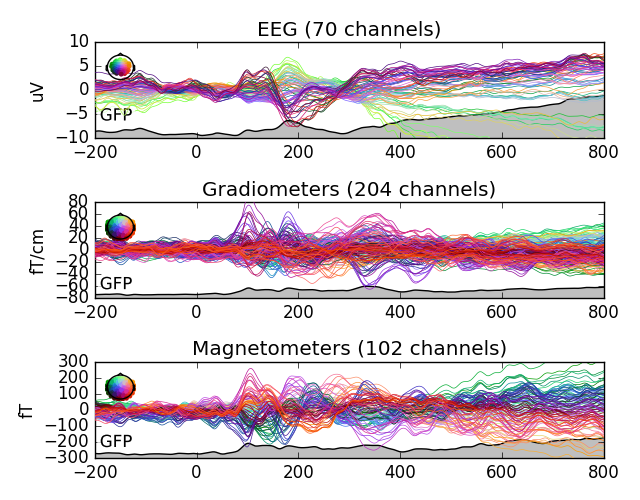 EEG (70 channels)
10
5
0
−5
−10
uV
GFP
−200 0 200 400 600 800
Gradiometers (204 channels)
80
60
40
20
0
−20
−40
−60
−80
fT/cm
GFP
−200 0 200 400 600 800
Magnetometers (102 channels)
300
200
100
0
−100
−200
−300
fT
GFP
−200 0 200 400 600 800